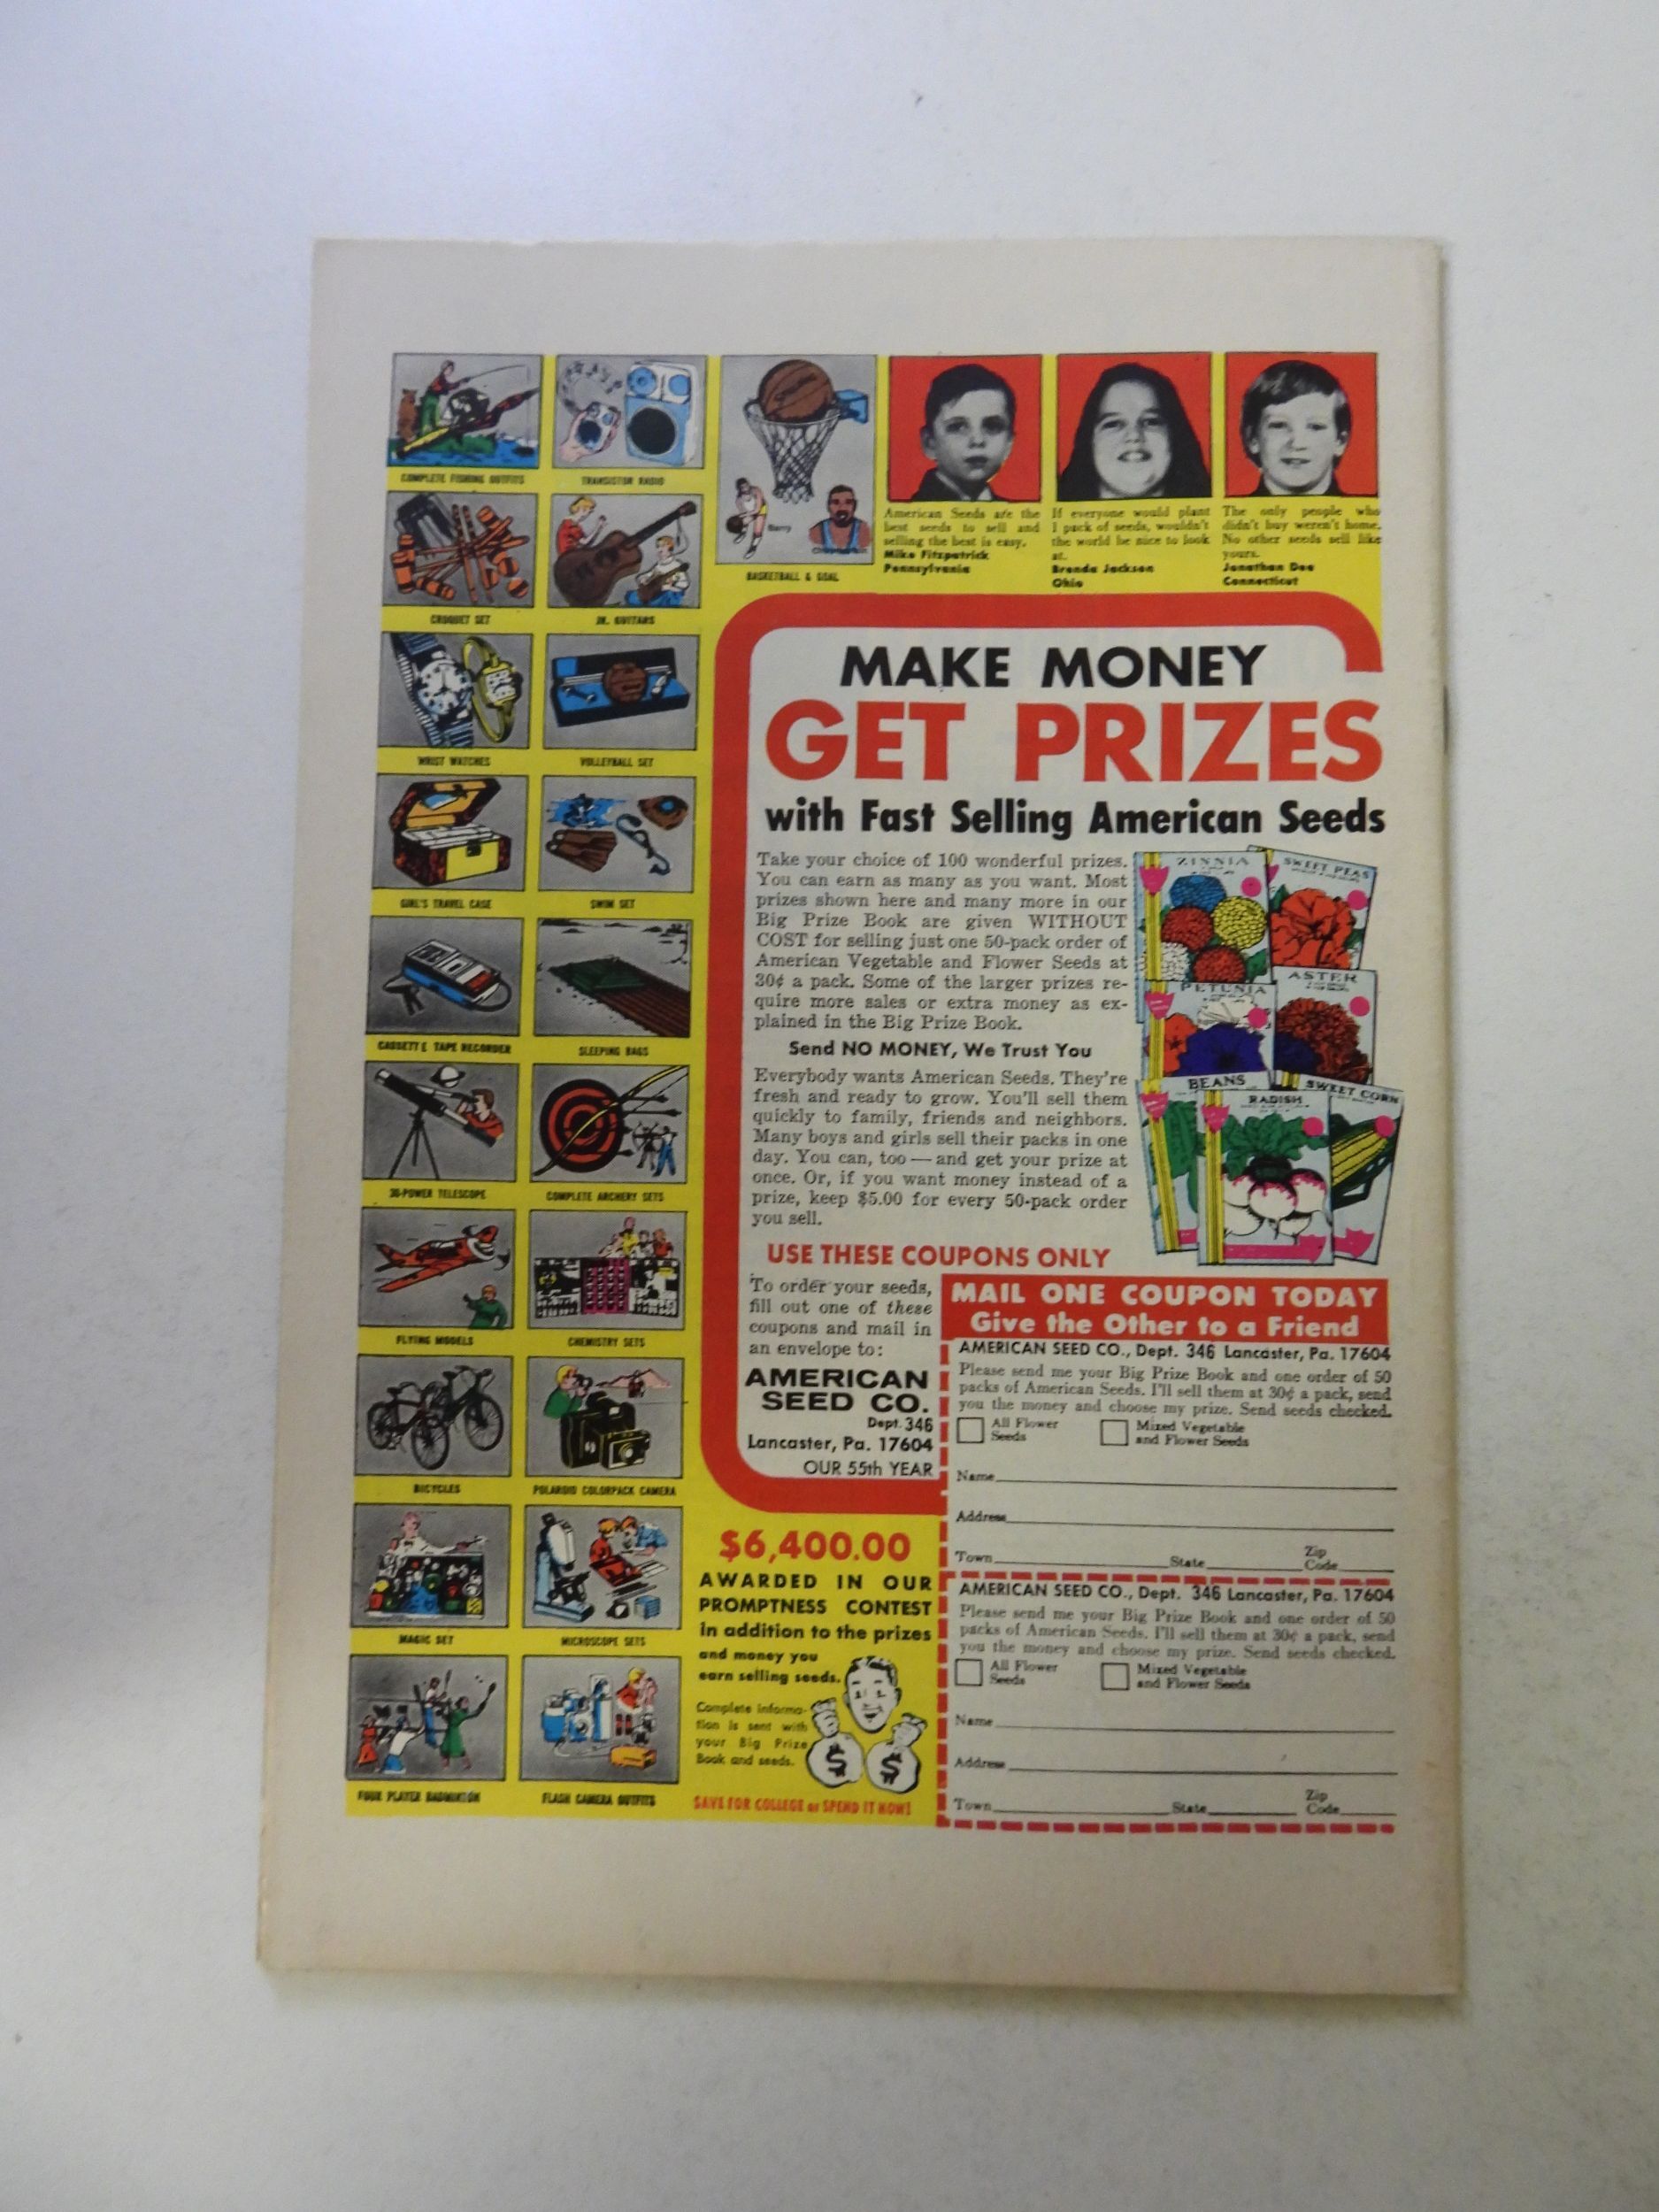 COMPLETE FISHING OUTFITS
TRANSISTOR RADIO
Barry
BASKETBALL & GOAL
American Seeds are the
best seeds to sell and
selling the best is easy.
Mike Fitzpatrick
Pennsylvania
If everyone would plant
1 pack of seeds, wouldn't
the world be nice to look
at.
Brenda Jackson
Ohio
The only people who
didn't buy weren't home.
No other seeds sell like
yours.
Jonathan Dee
Connecticut
CROQUET SET
JR. GUITARS
WRIST WATCHES
VOLLEYBALL SET
GIRL'S TRAVEL CASE
SWIM SET
CASSETTE TAPE RECORDER
SLEEPING BAGS
30-POWER TELESCOPE
COMPLETE ARCHERY SETS
FLYING MODELS
CHEMISTRY SETS
BICYCLES
POLAROID COLORPACK CAMERA
MAGIC SET
MICROSCOPE SETS
FOUR PLAYER BADMINTON
FLASH CAMERA OUTFITS
MAKE MONEY
GET PRIZES
with Fast Selling American Seeds
Take your choice of 100 wonderful prizes.
You can earn as many as you want. Most
prizes shown here and many more in our
Big Prize Book are given WITHOUT
COST for selling just one 50-pack order of
American Vegetable and Flower Seeds at
30¢ a pack. Some of the larger prizes re-
quire more sales or extra money as ex-
plained in the Big Prize Book.
Send NO MONEY, We Trust You
Everybody wants American Seeds. They're
fresh and ready to grow. You'll sell them
quickly to family, friends and neighbors.
Many boys and girls sell their packs in one
day. You can, too — and get your prize at
once. Or, if you want money instead of a
prize, keep $5.00 for every 50-pack order
you sell.
ZINNIA
SWEET PEAS
PETUNIA
ASTER
BEANS
RADISH
SWEET CORN
USE THESE COUPONS ONLY
To order your seeds,
fill out one of these
coupons and mail in
an envelope to:
AMERICAN
SEED CO.
Dept. 346
Lancaster, Pa. 17604
OUR 55th YEAR
MAIL ONE COUPON TODAY
Give the Other to a Friend
AMERICAN SEED CO., Dept. 346 Lancaster, Pa. 17604
Please send me your Big Prize Book and one order of 50
packs of American Seeds. I'll sell them at 30¢ a pack, send
you the money and choose my prize. Send seeds checked.
All Flower
Seeds
Mixed Vegetable
and Flower Seeds
Name
Address
Town State Zip Code
AMERICAN SEED CO., Dept. 346 Lancaster, Pa. 17604
Please send me your Big Prize Book and one order of 50
packs of American Seeds. I'll sell them at 30¢ a pack, send
you the money and choose my prize. Send seeds checked.
All Flower
Seeds
Mixed Vegetable
and Flower Seeds
Name
Address
Town State Zip Code
$6,400.00
AWARDED IN OUR
PROMPTNESS CONTEST
in addition to the prizes
and money you
earn selling seeds.
Complete informa-
tion is sent with
your Big Prize
Book and seeds.
$ $
SAVE FOR COLLEGE or SPEND IT NOW!